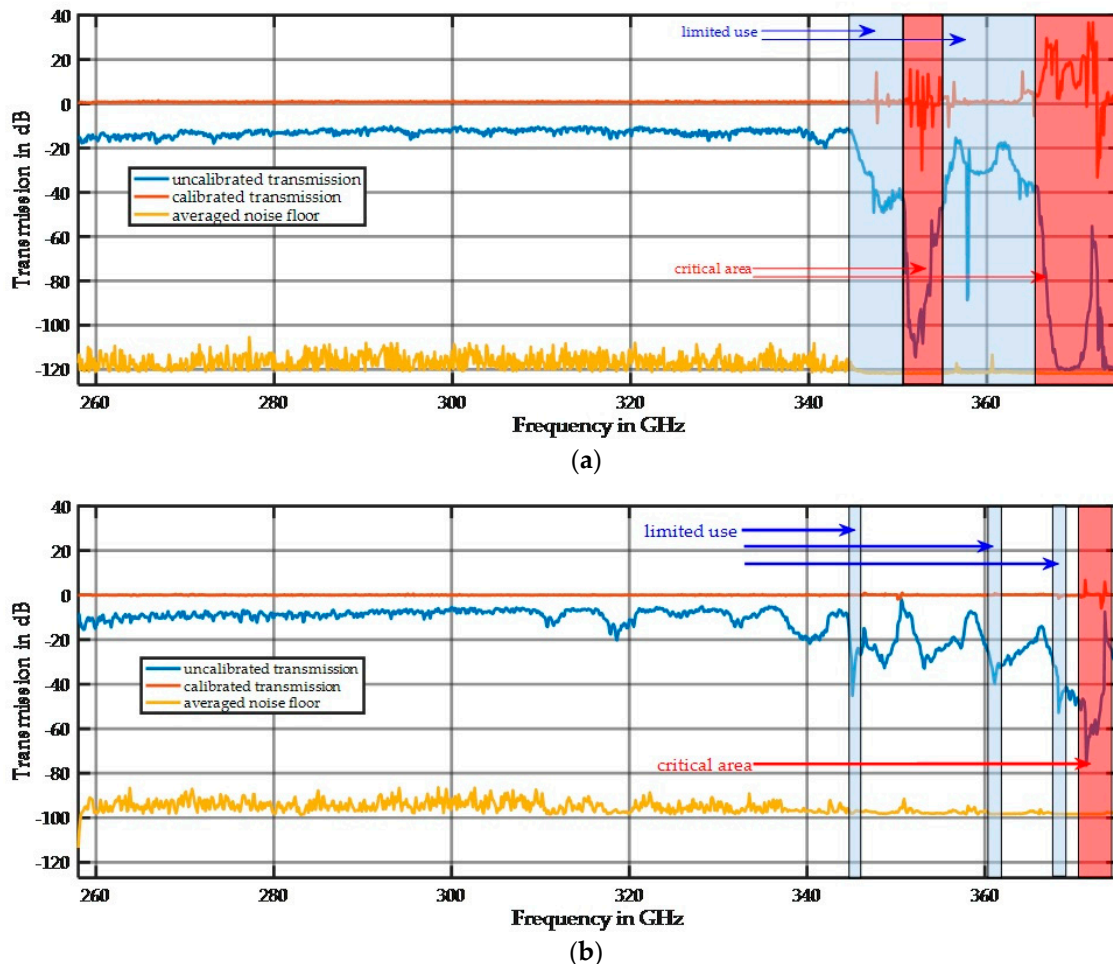 40
20
0
-20
-40
-60
-80
-100
-120
Transmission in dB
limited use
uncalibrated transmission
calibrated transmission
averaged noise floor
critical area
260
280
300
320
340
360
Frequency in GHz
(a)
40
20
0
-20
-40
-60
-80
-100
-120
Transmission in dB
limited use
uncalibrated transmission
calibrated transmission
averaged noise floor
critical area
260
280
300
320
340
360
Frequency in GHz
(b)